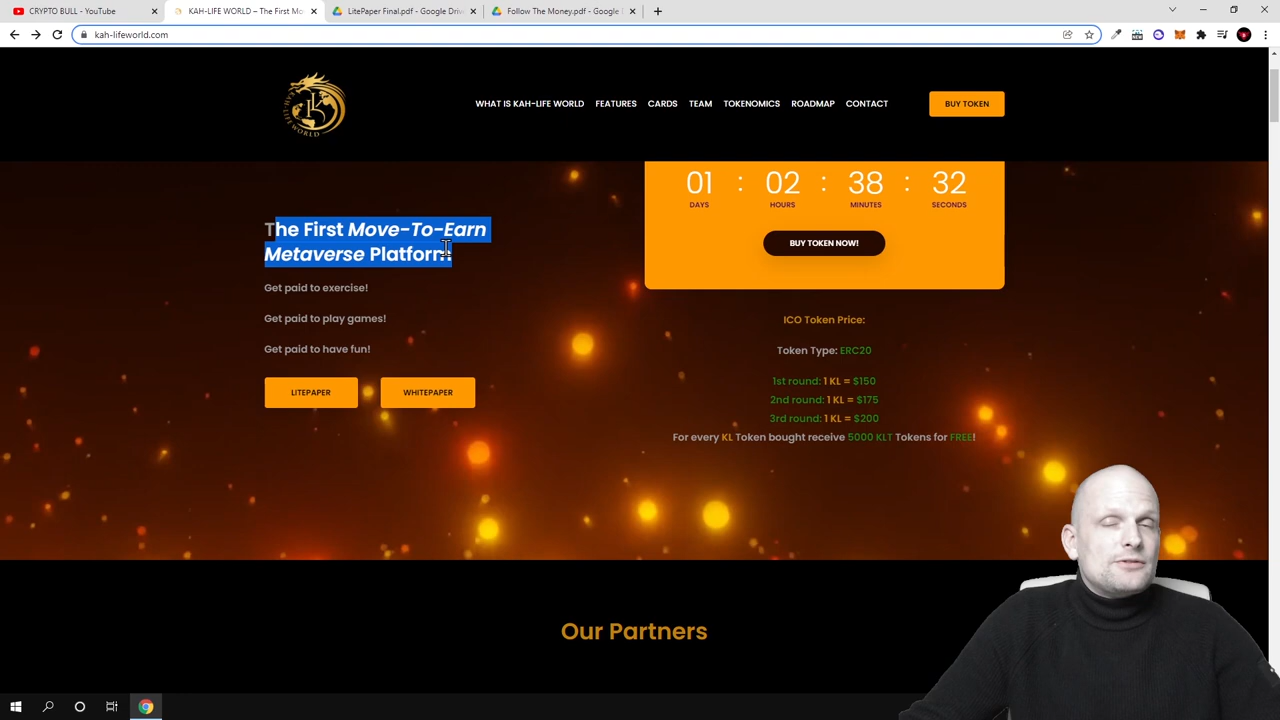 CRYPTO BULL - YouTube
KAH-LIFE WORLD – The First Mo
LitePaper Final.pdf - Google Driv
Follow The Money.pdf - Google
kah-lifeworld.com
KAH-LIFE WORLD
WHAT IS KAH-LIFE WORLD
FEATURES
CARDS
TEAM
TOKENOMICS
ROADMAP
CONTACT
BUY TOKEN
01 : 02 : 38 : 32
DAYS HOURS MINUTES SECONDS
BUY TOKEN NOW!
The First Move-To-Earn
Metaverse Platform!
Get paid to exercise!
Get paid to play games!
Get paid to have fun!
LITEPAPER
WHITEPAPER
ICO Token Price:
Token Type: ERC20
1st round: 1 KL = $150
2nd round: 1 KL = $175
3rd round: 1 KL = $200
For every KL Token bought receive 5000 KLT Tokens for FREE!
Our Partners